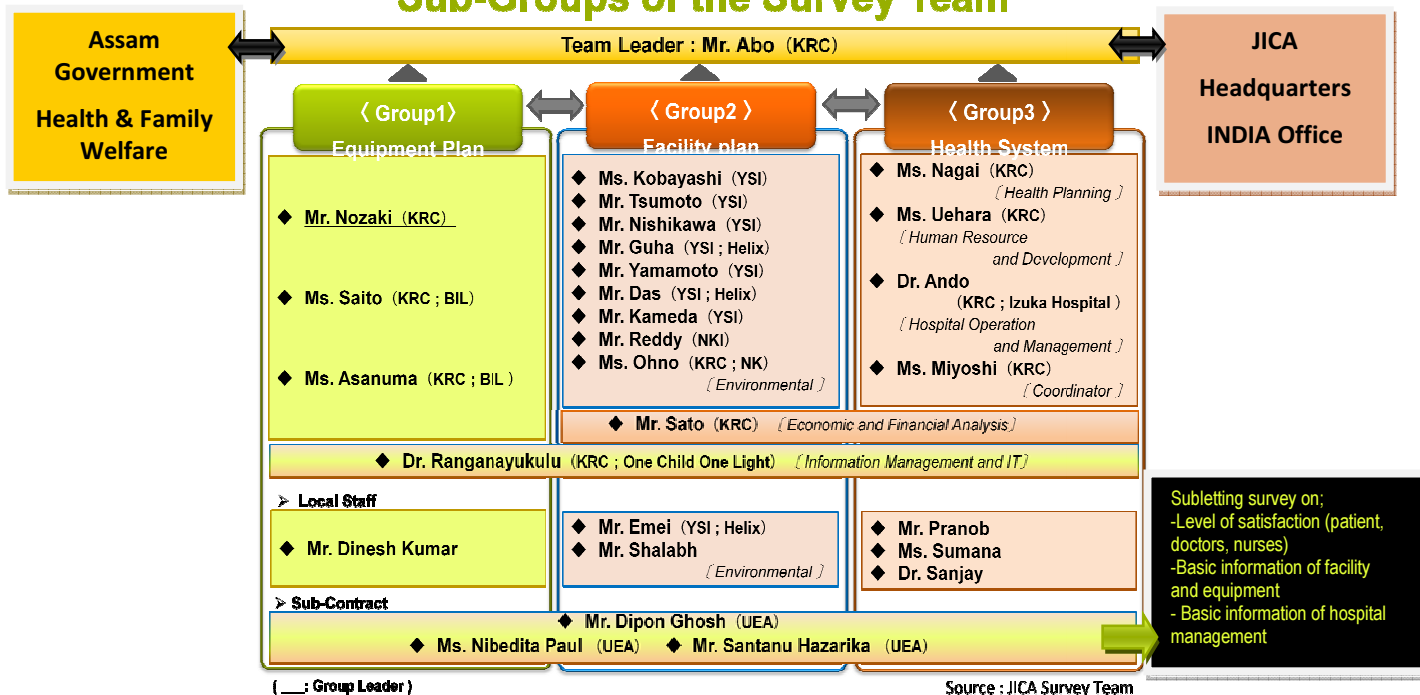 Sub-Groups of the Survey Team
Assam
Government
Health & Family
Welfare
Team Leader : Mr. Abo (KRC)
JICA
Headquarters
INDIA Office
〈 Group1〉
Equipment Plan
〈 Group2 〉
Facility plan
〈 Group3 〉
Health System
◆ Mr. Nozaki (KRC)
◆ Ms. Saito (KRC ; BIL)
◆ Ms. Asanuma (KRC ; BIL )
◆ Ms. Kobayashi (YSI)
◆ Mr. Tsumoto (YSI)
◆ Mr. Nishikawa (YSI)
◆ Mr. Guha (YSI ; Helix)
◆ Mr. Yamamoto (YSI)
◆ Mr. Das (YSI ; Helix)
◆ Mr. Kameda (YSI)
◆ Mr. Reddy (NKI)
◆ Ms. Ohno (KRC ; NK)
〔 Environmental 〕
◆ Ms. Nagai (KRC)
〔 Health Planning 〕
◆ Ms. Uehara (KRC)
〔 Human Resource
and Development 〕
◆ Dr. Ando
(KRC ; Izuka Hospital )
〔 Hospital Operation
and Management 〕
◆ Ms. Miyoshi (KRC)
〔 Coordinator 〕
◆ Mr. Sato (KRC) 〔 Economic and Financial Analysis〕
◆ Dr. Ranganayukulu (KRC ; One Child One Light) 〔 Information Management and IT〕
➢ Local Staff
◆ Mr. Dinesh Kumar
◆ Mr. Emei (YSI ; Helix)
◆ Mr. Shalabh
〔 Environmental 〕
◆ Mr. Pranob
◆ Ms. Sumana
◆ Dr. Sanjay
➢ Sub-Contract
◆ Mr. Dipon Ghosh (UEA)
◆ Ms. Nibedita Paul (UEA) ◆ Mr. Santanu Hazarika (UEA)
Subletting survey on;
-Level of satisfaction (patient,
doctors, nurses)
-Basic information of facility
and equipment
- Basic information of hospital
management
( ___: Group Leader )
Source : JICA Survey Team